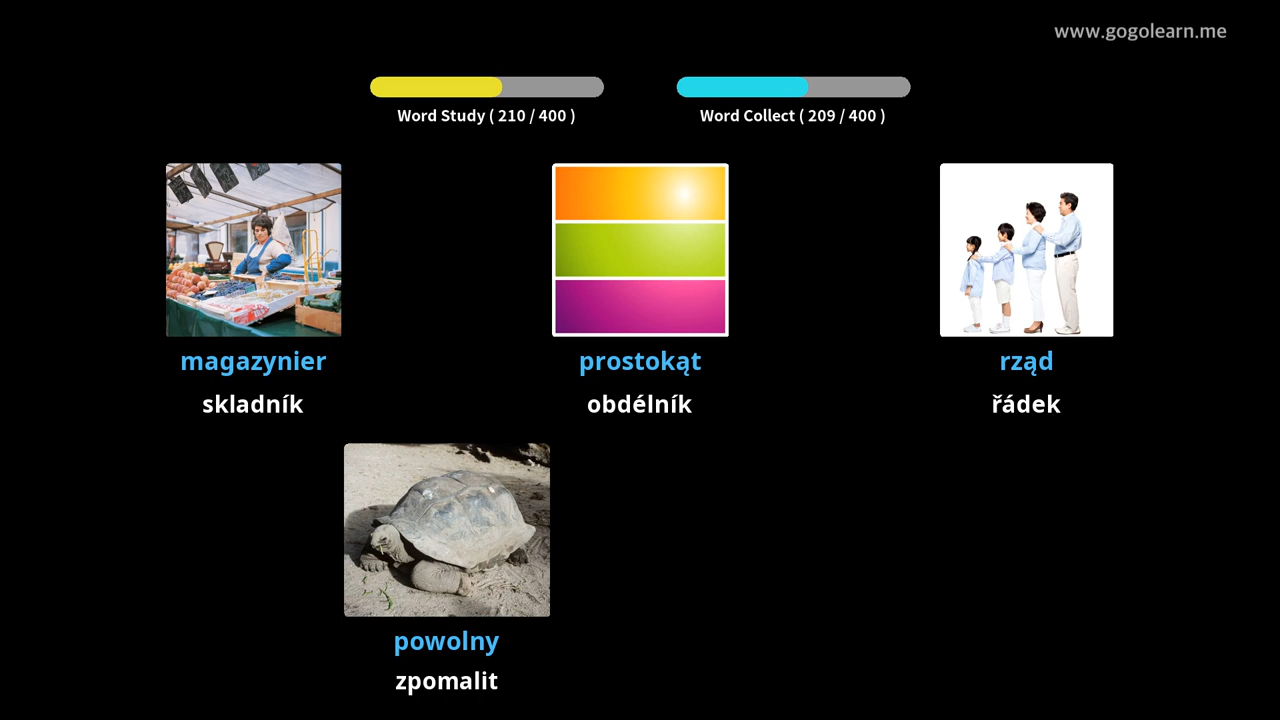 www.gogolearn.me
Word Study ( 210 / 400 )
Word Collect ( 209 / 400 )
magazynier
skladník
prostokąt
obdélník
rząd
řádek
powolny
zpomalit